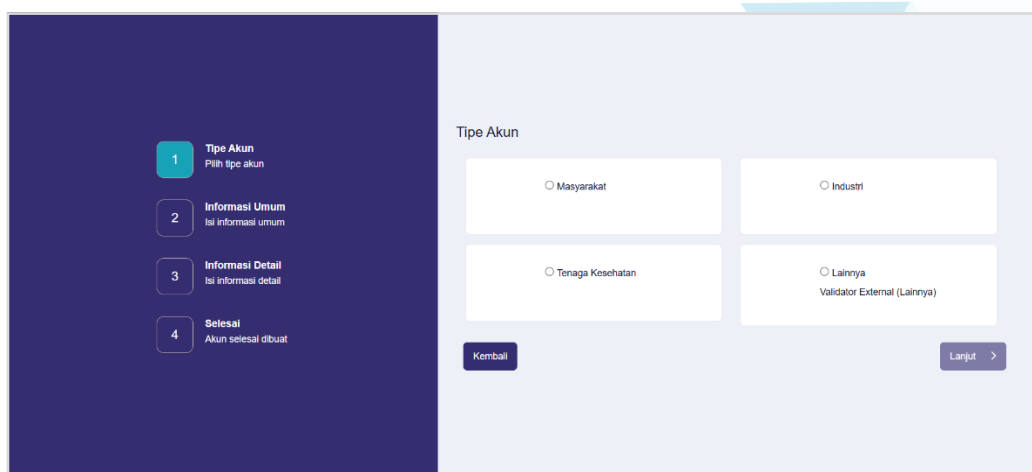 1
Tipe Akun
Pilih tipe akun
2
Informasi Umum
Isi informasi umum
3
Informasi Detail
Isi informasi detail
4
Selesai
Akun selesai dibuat
Tipe Akun
Masyarakat
Industri
Tenaga Kesehatan
Lainnya
Validator External (Lainnya)
Kembali
Lanjut >